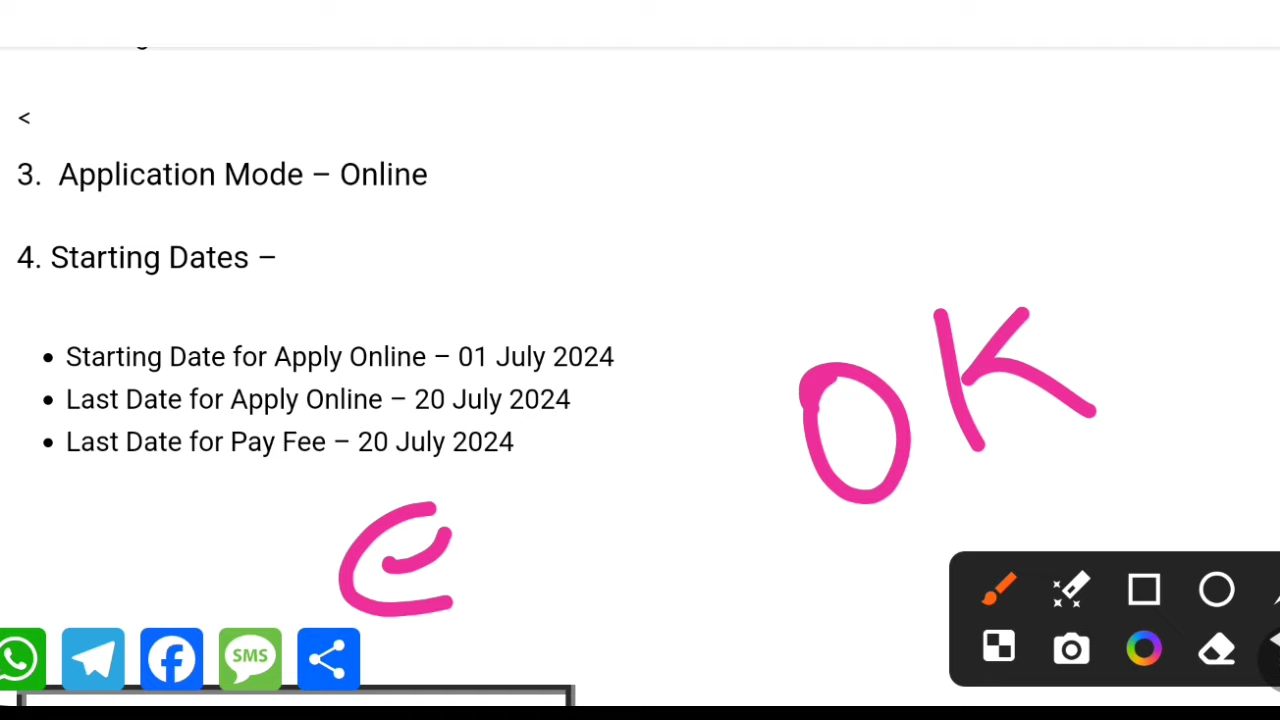 <
3. Application Mode – Online
4. Starting Dates –
• Starting Date for Apply Online – 01 July 2024
• Last Date for Apply Online – 20 July 2024
• Last Date for Pay Fee – 20 July 2024
OK
e
SMS